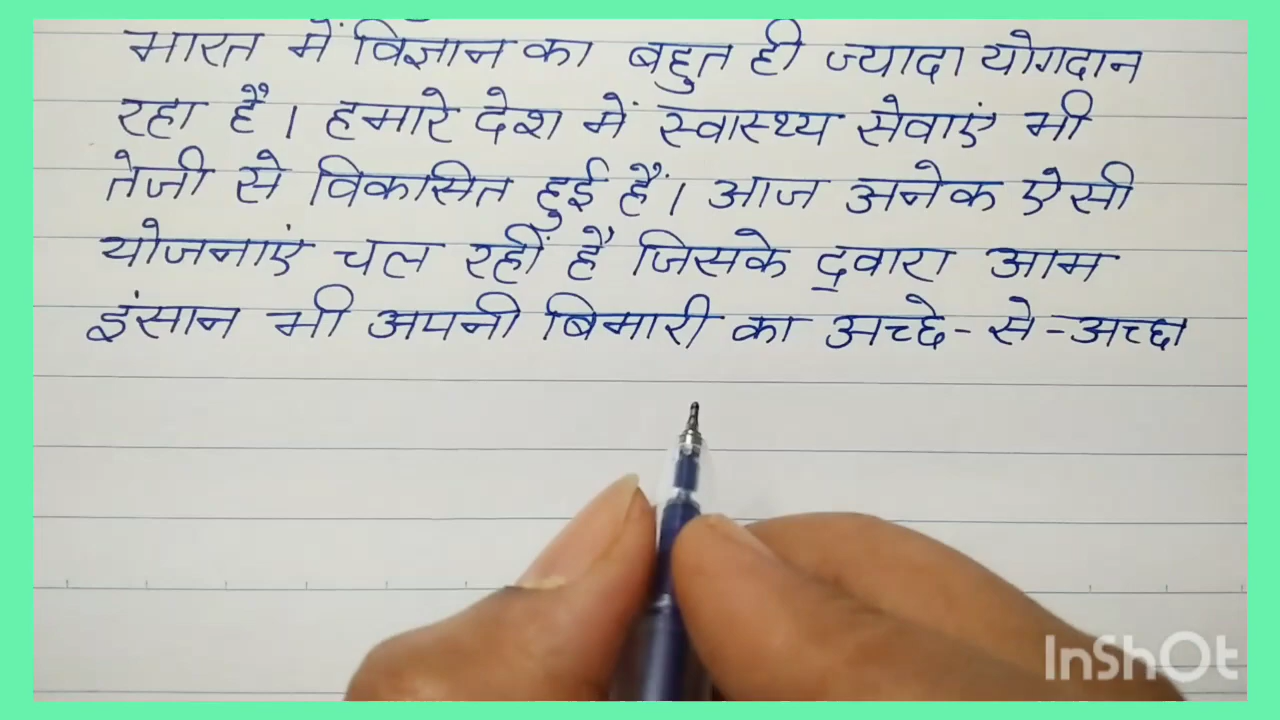 भारत में विज्ञान का बहुत ही ज्यादा योगदान
रहा है। हमारे देश में स्वास्थ्य सेवाएं भी
तेजी से विकसित हुई हैं। आज अनेक ऐसी
योजनाएं चल रहीं है जिसके द्वारा आम
इंसान भी अपनी बिमारी का अच्छे-से-अच्छा
InShOt